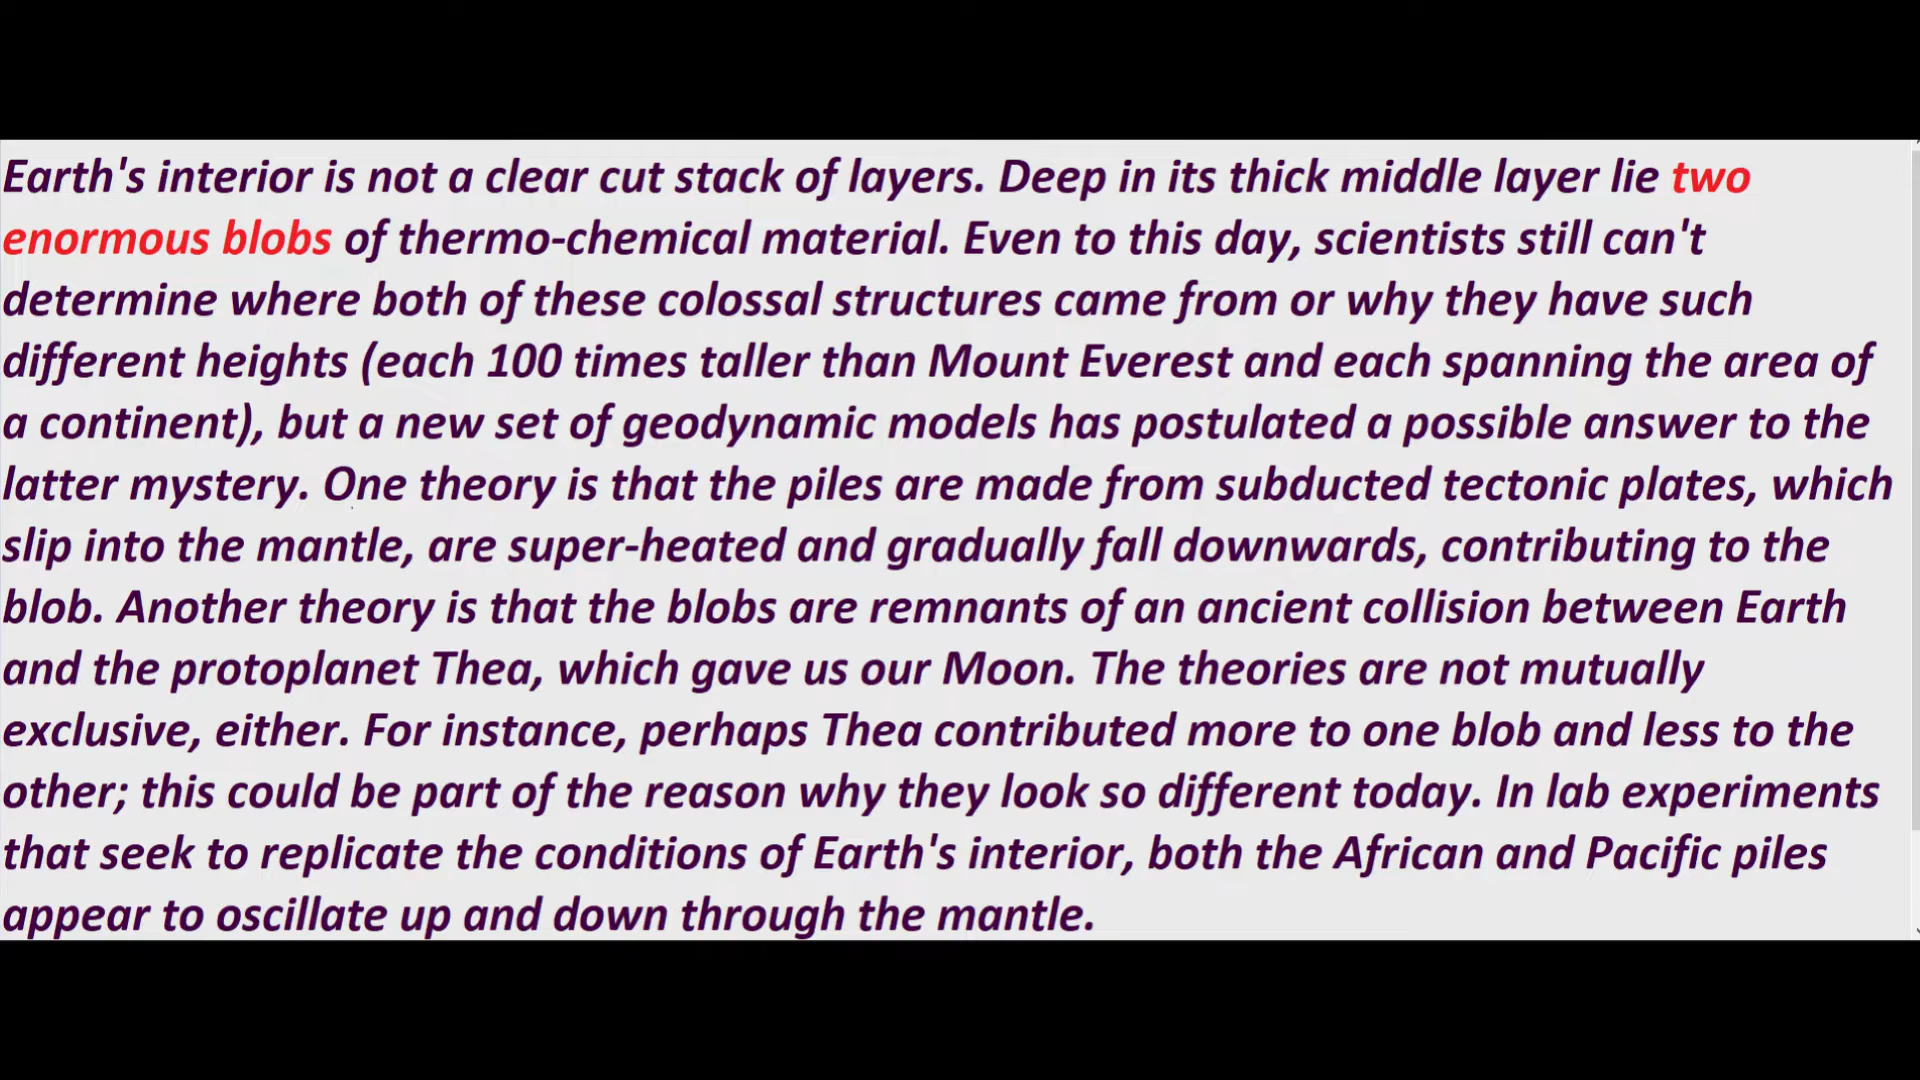 Earth's interior is not a clear cut stack of layers. Deep in its thick middle layer lie two
enormous blobs of thermo-chemical material. Even to this day, scientists still can't
determine where both of these colossal structures came from or why they have such
different heights (each 100 times taller than Mount Everest and each spanning the area of
a continent), but a new set of geodynamic models has postulated a possible answer to the
latter mystery. One theory is that the piles are made from subducted tectonic plates, which
slip into the mantle, are super-heated and gradually fall downwards, contributing to the
blob. Another theory is that the blobs are remnants of an ancient collision between Earth
and the protoplanet Thea, which gave us our Moon. The theories are not mutually
exclusive, either. For instance, perhaps Thea contributed more to one blob and less to the
other; this could be part of the reason why they look so different today. In lab experiments
that seek to replicate the conditions of Earth's interior, both the African and Pacific piles
appear to oscillate up and down through the mantle.